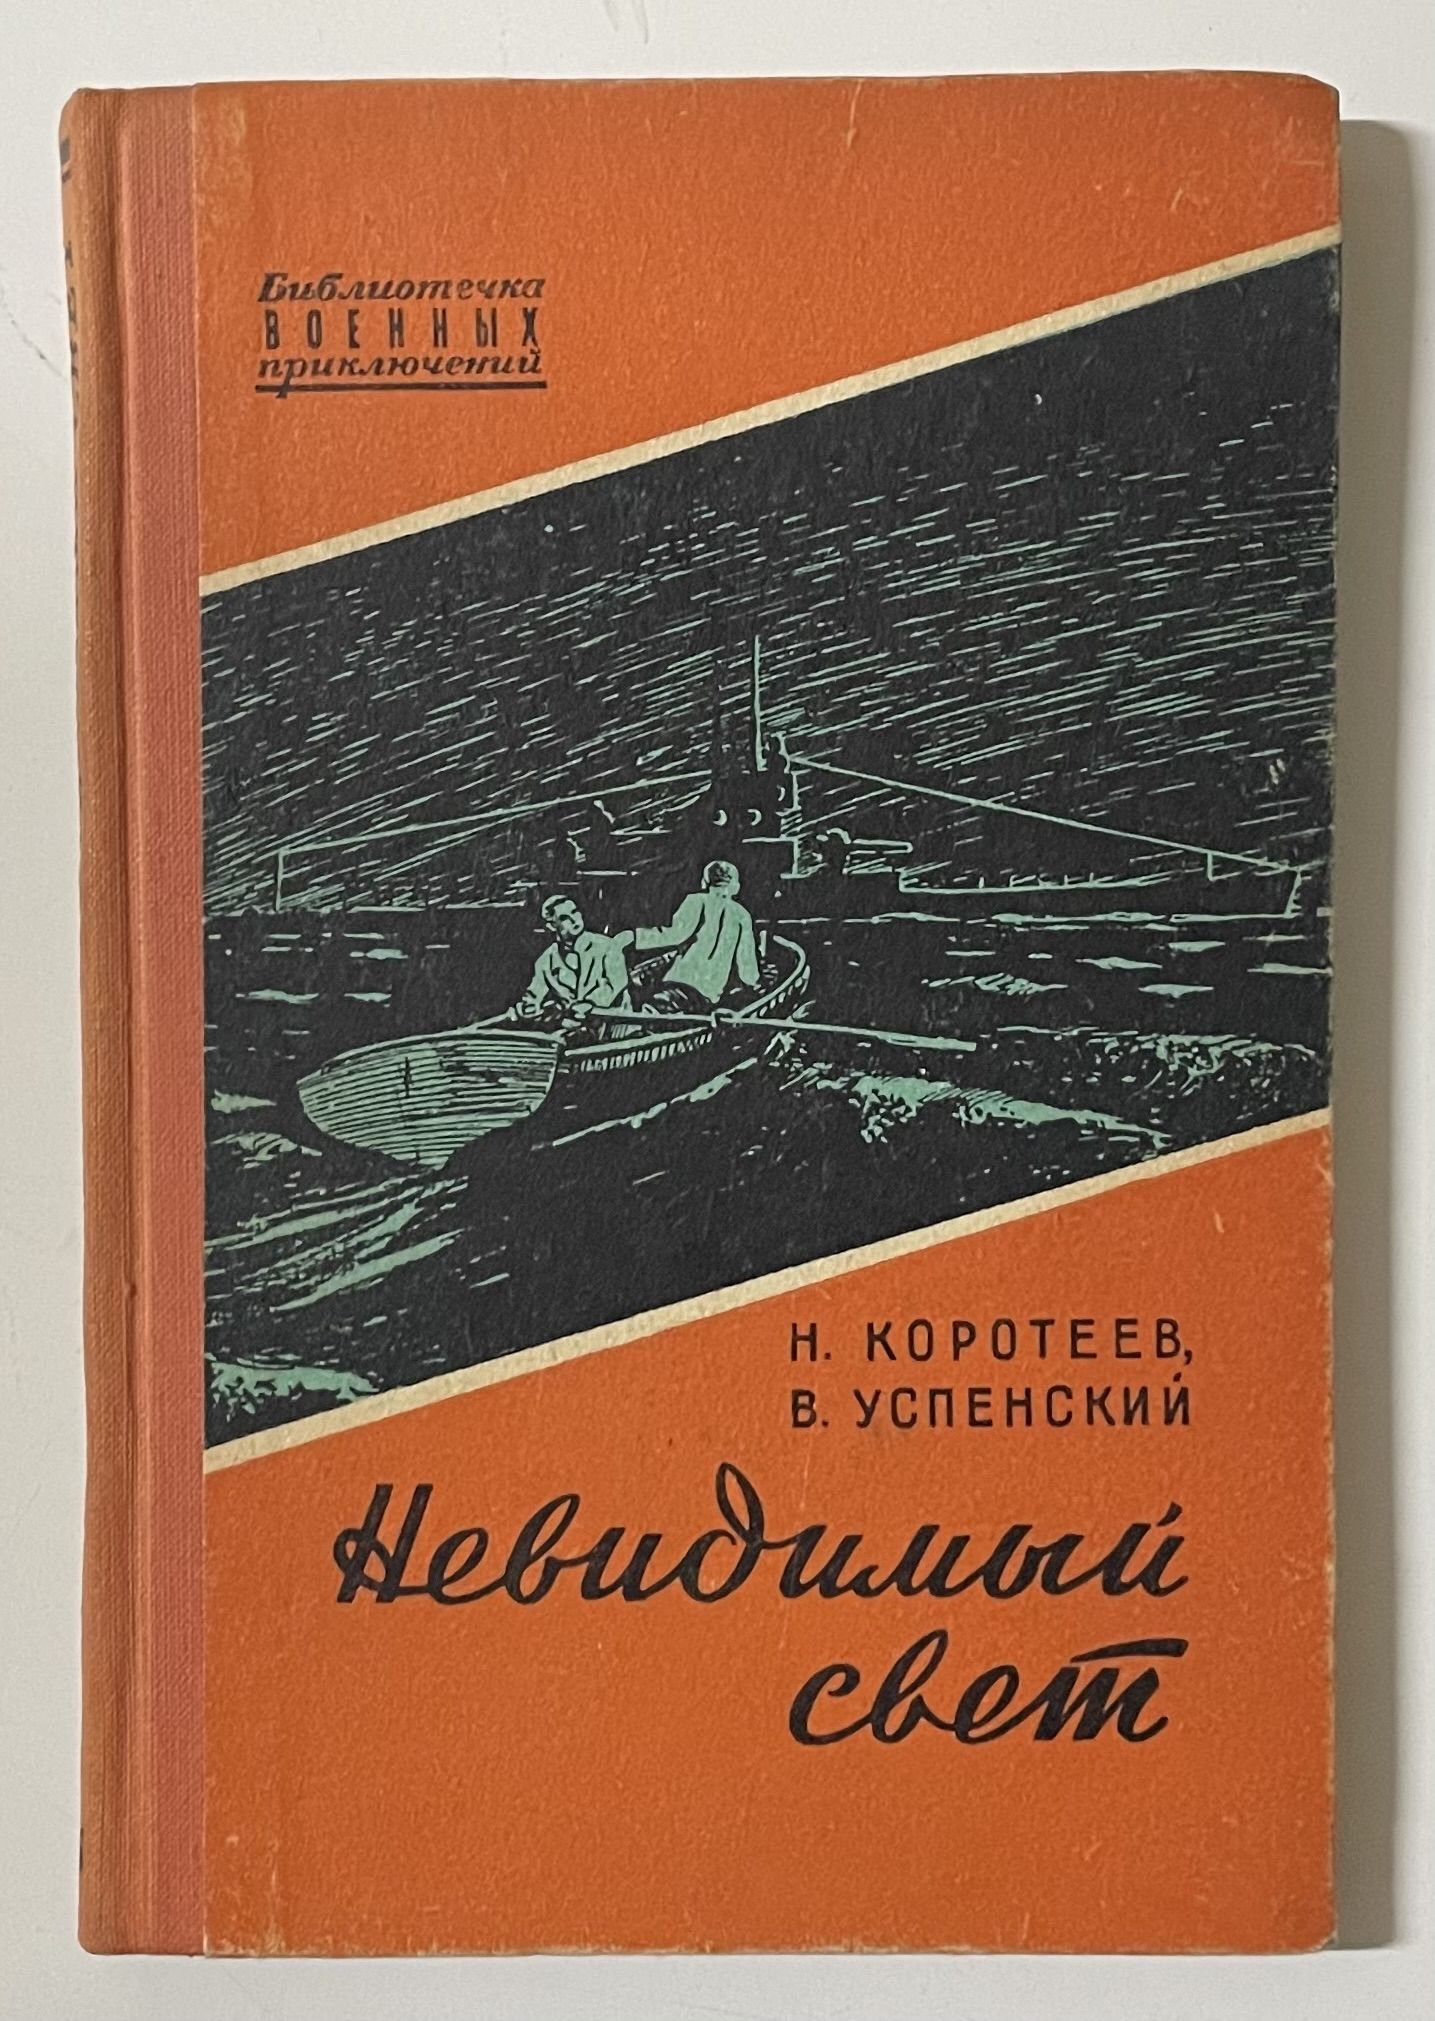 Библиотечка
ВОЕННЫХ
приключений
Н. КОРОТЕЕВ,
В. УСПЕНСКИЙ
Невидимый
свет